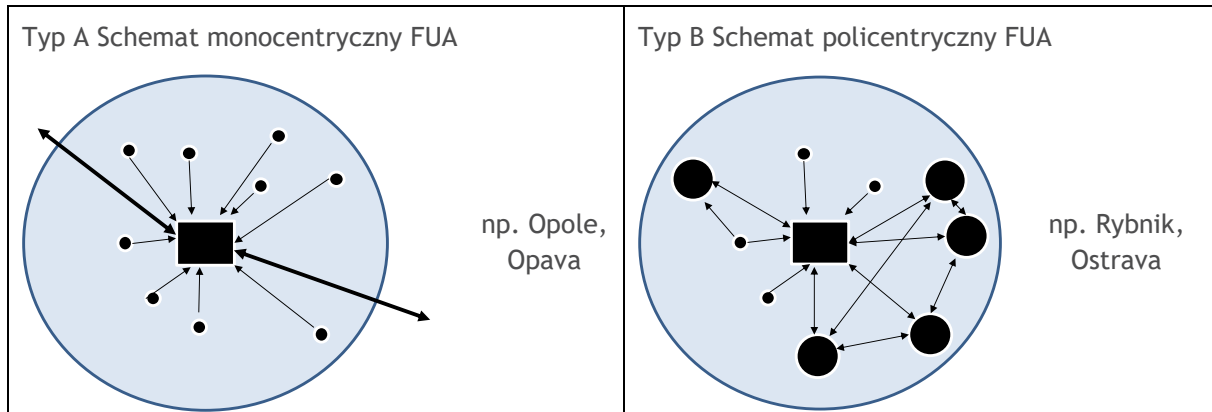 Typ A Schemat monocentryczny FUA
np. Opole,
Opava
Typ B Schemat policentryczny FUA
np. Rybnik,
Ostrava